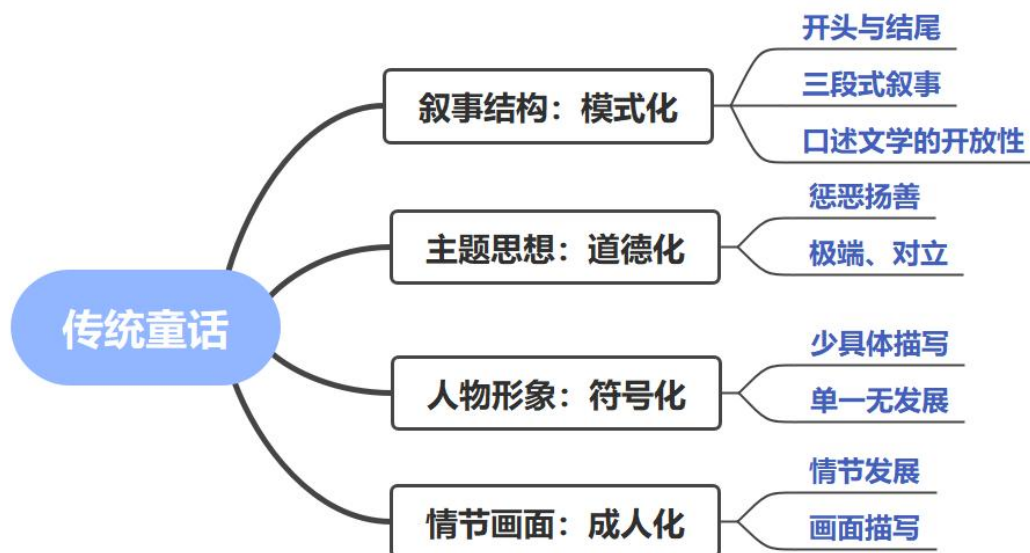 传统童话
叙事结构：模式化
开头与结尾
三段式叙事
口述文学的开放性
主题思想：道德化
惩恶扬善
极端、对立
人物形象：符号化
少具体描写
单一无发展
情节画面：成人化
情节发展
画面描写